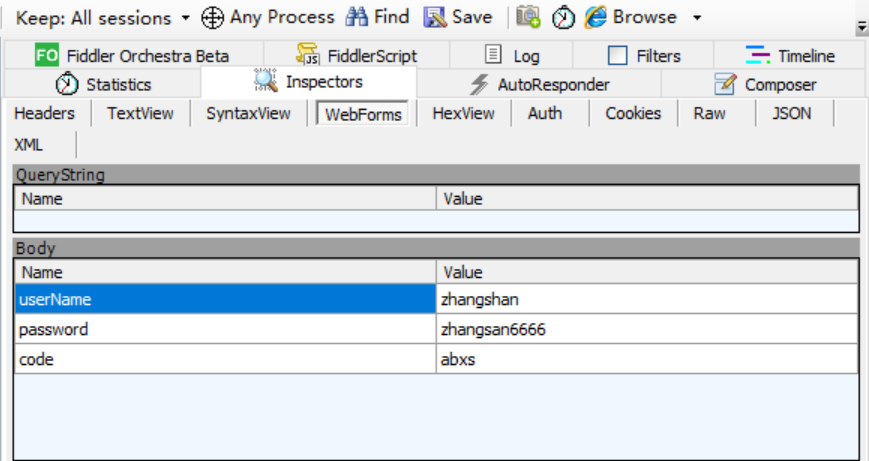 Keep: All sessions Any Process Find Save Browse
FO Fiddler Orchestra Beta JS FiddlerScript Log Filters Timeline
Statistics Inspectors AutoResponder Composer
Headers TextView SyntaxView WebForms HexView Auth Cookies Raw JSON
XML
QueryString
Name Value
Body
Name Value
userName zhangshan
password zhangsan6666
code abxs